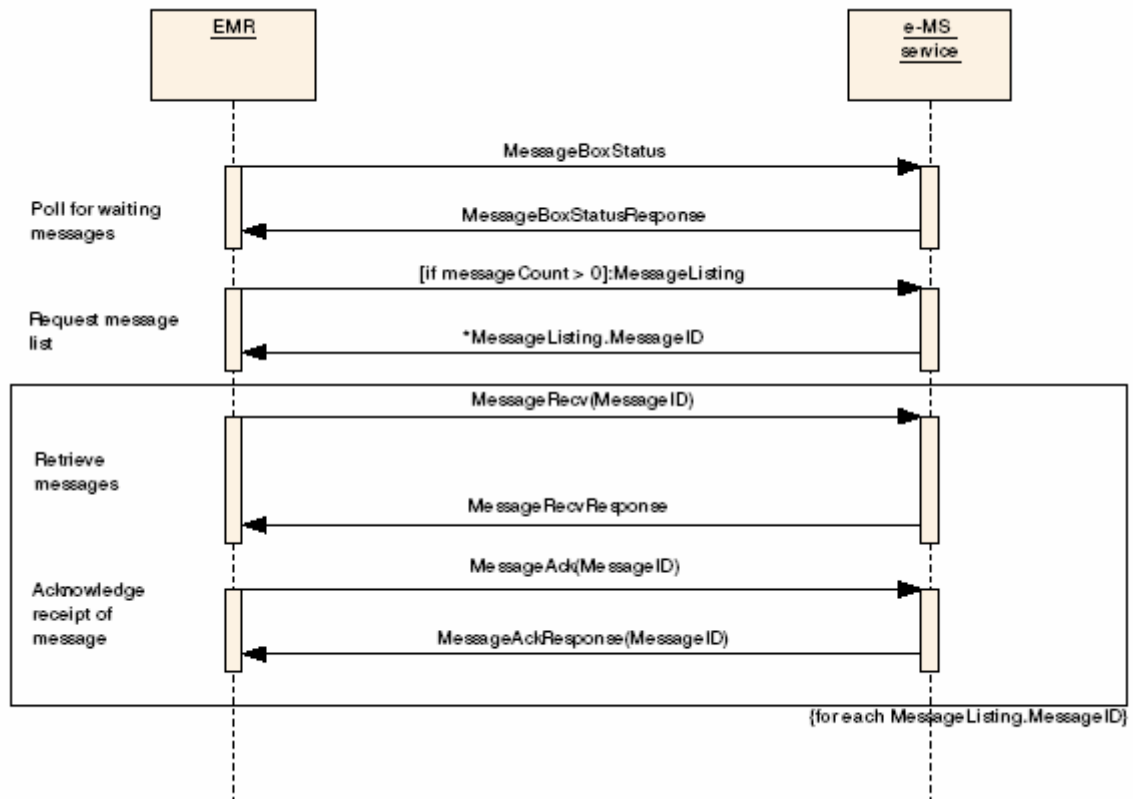 EMR
e-MS
service
MessageBoxStatus
Poll for waiting
messages
MessageBoxStatusResponse
[if messageCount > 0]:MessageListing
Request message
list
*MessageListing.MessageID
MessageRecv(MessageID)
Retrieve
messages
MessageRecvResponse
MessageAck(MessageID)
Acknowledge
receipt of
message
MessageAckResponse(MessageID)
{for each MessageListing.MessageID}